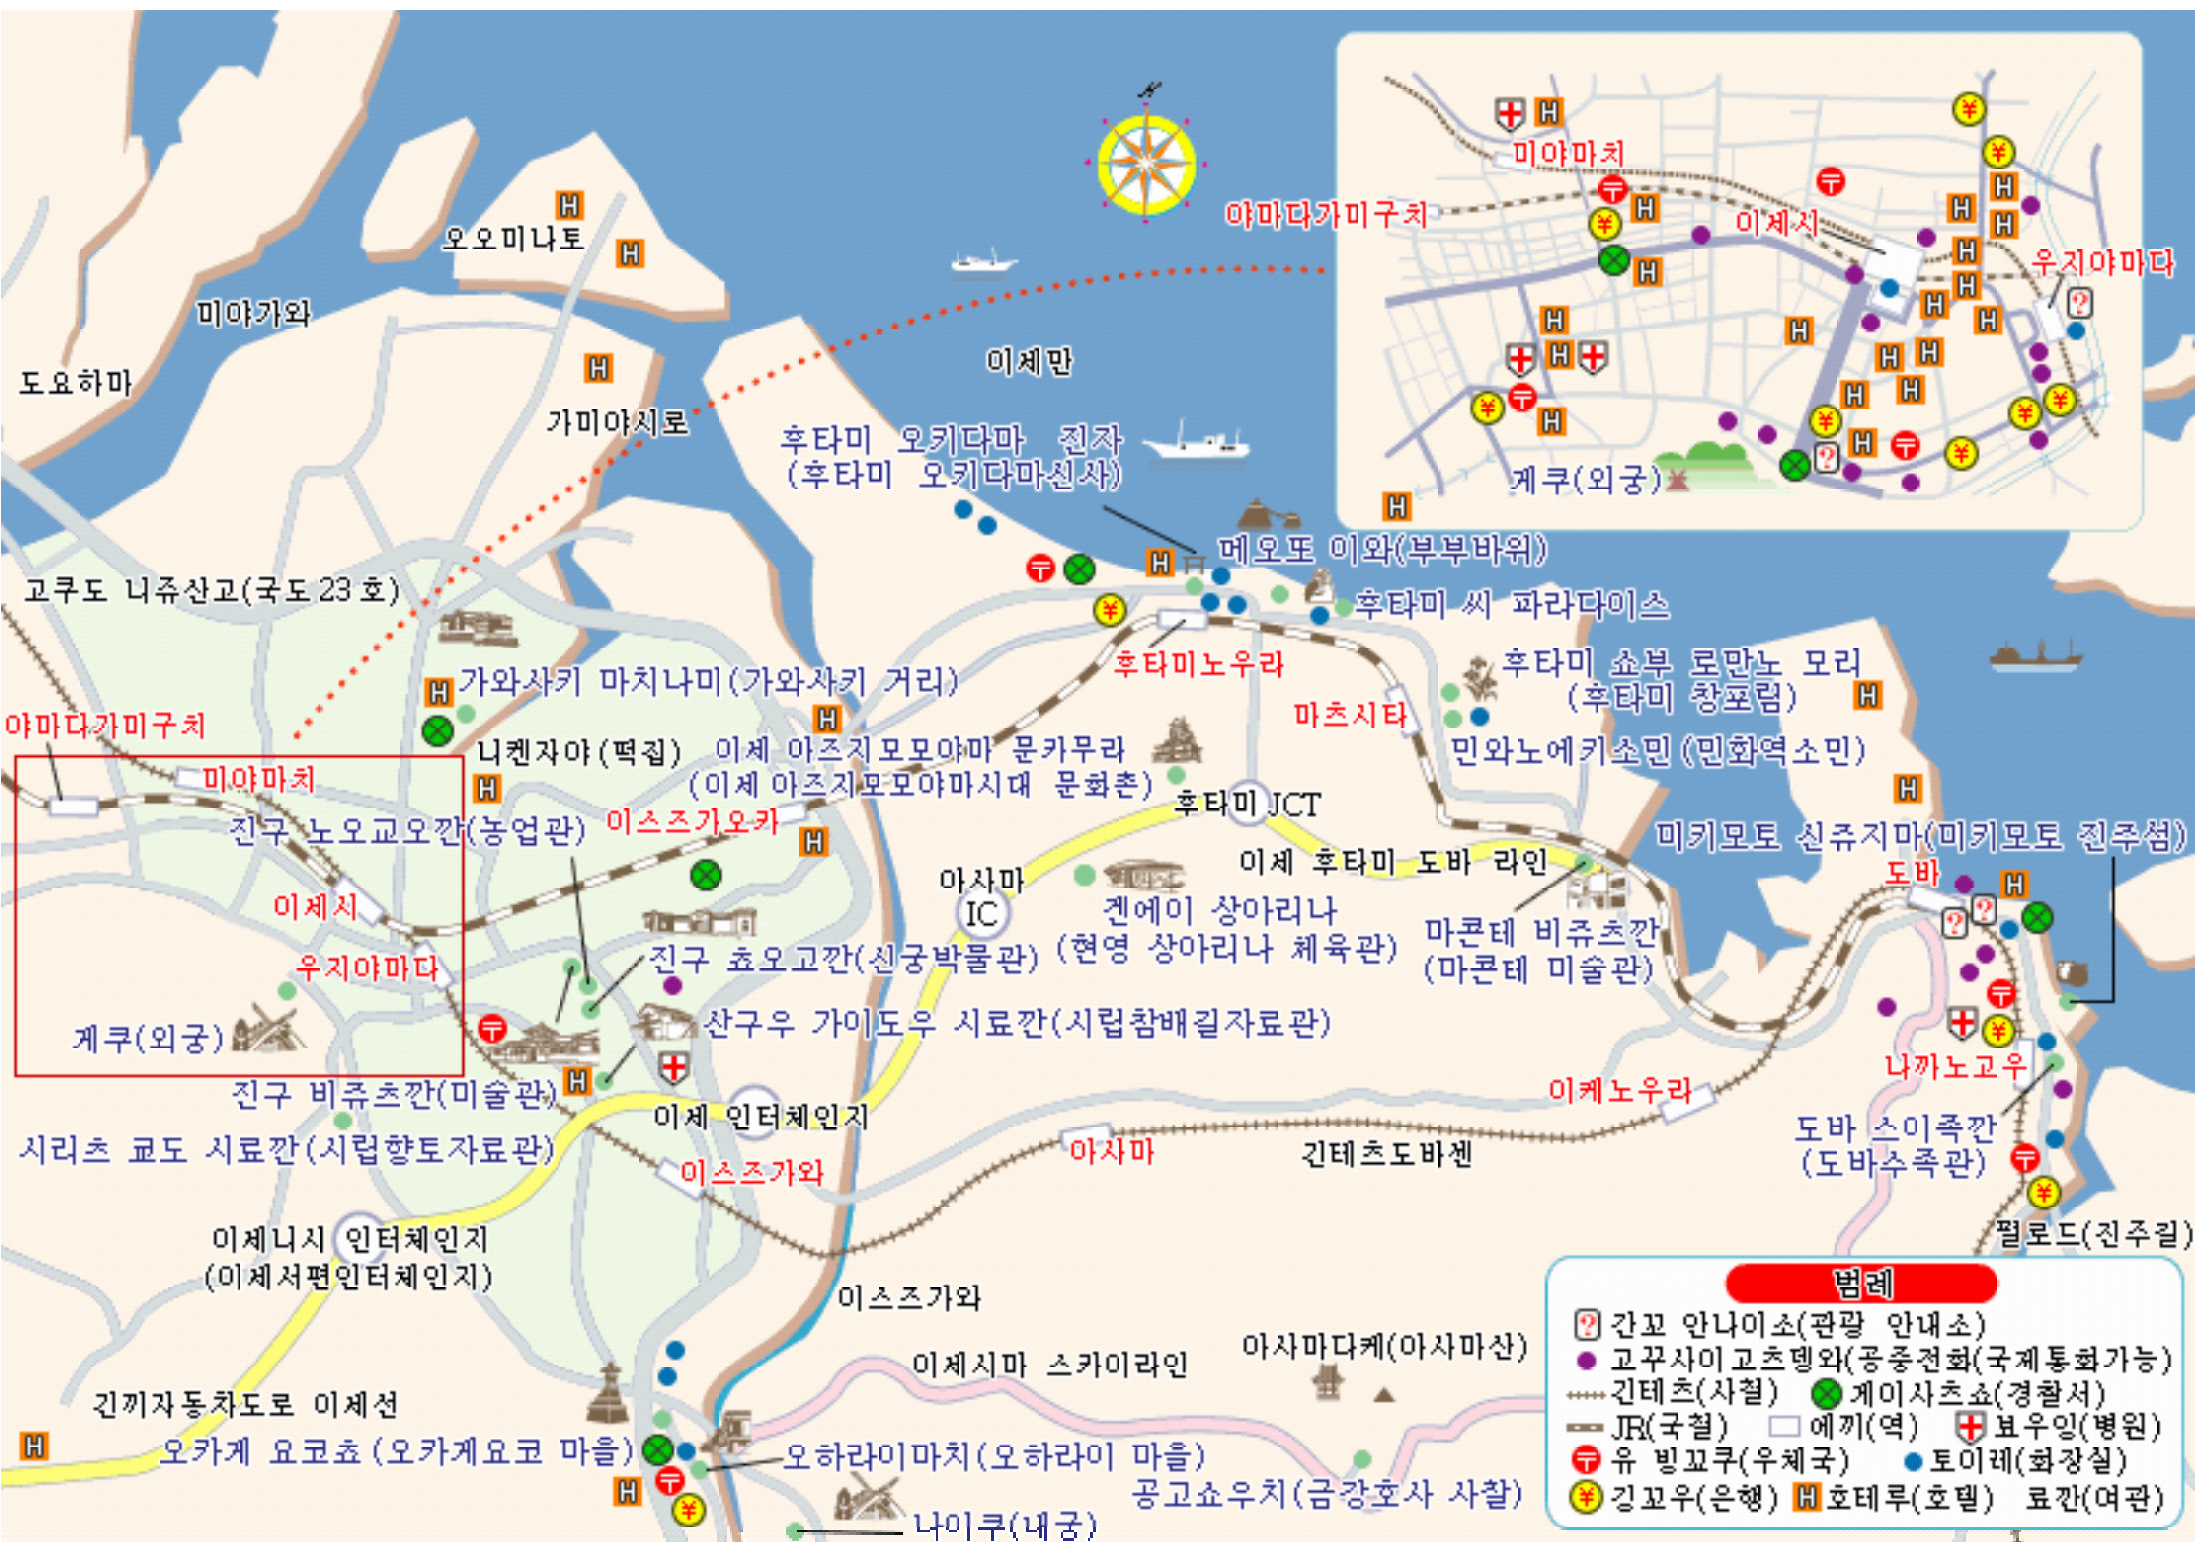 N
미야마치
야마다가미구치
이세시
우지야마다
게쿠(외궁)
오오미나토
미야가와
도요하마
가미야시로
이세만
후타미 오키다마 진자
(후타미 오키다마신사)
메오또 이와(부부바위)
후타미 씨 파라다이스
고쿠도 니쥬산고(국도23호)
후타미노우라
후타미 쇼부 로만노 모리
(후타미 창포림)
가와사키 마치나미(가와사키 거리)
마츠시타
야마다가미구치
니켄자야(떡집)
이세 아즈지모모야마 문카무라
(이세아즈지모모야마시대 문화촌)
민와노에키소민(민화역소민)
미야마치
후타미 JCT
진구 노오교오깐(농업관)
이스즈가오카
미키모토 신쥬지마(미키모토 진주섬)
이세 후타미 도바 라인
도바
아사마
IC
이세시
겐에이 상아리나
(현영 상아리나 체육관)
마콘테 비쥬츠깐
(마콘테 미술관)
우지야마다
진구 쵸오고깐(신궁박물관)
게쿠(외궁)
산구우 가이도우 시료깐(시립참배길자료관)
나까노고우
진구 비쥬츠깐(미술관)
이케노우라
이세 인터체인지
도바 스이족깐
(도바수족관)
시리츠 쿄도 시료깐(시립향토자료관)
아사마
긴테츠도바센
이스즈가와
이세니시 인터체인지
(이세서편인터체인지)
펄로드(진주길)
이스즈가와
아사마다케(아사마산)
이세시마 스카이라인
긴끼자동차도로 이세선
오카게 요코쵸(오카게요코 마을)
오하라이마치(오하라이 마을)
공고쇼우치(금강호사 사찰)
나이쿠(내궁)
범례
? 간꼬 안나이소(관광 안내소)
고꾸사이고츠뎅와(공중전화(국제통화가능)
긴테츠(사철) 게이사츠쇼(경찰서)
JR(국철) 에끼(역) 뵤우잉(병원)
유 빙꼬쿠(우체국) 토이레(화장실)
¥ 깅꼬우(은행) H 호테루(호텔) 료깐(여관)